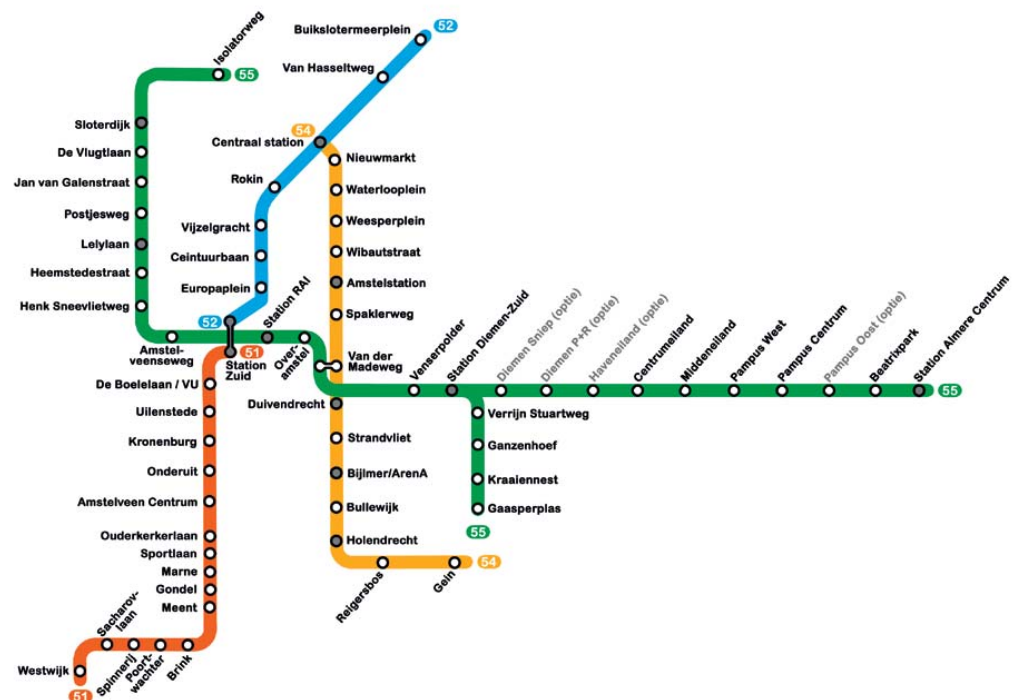 Isolatorweg
55
Sloterdijk
De Vlugtlaan
Jan van Galenstraat
Postjesweg
Lelylaan
Heemstedestraat
Henk Sneevlietweg
Amstel-
veenseweg
52
Buikslotermeerplein
Van Hasseltweg
54
Centraal station
Rokin
Vijzelgracht
Ceintuurbaan
Europaplein
52
Station RAI
51
Station
Zuid
Over-
amstel
Nieuwmarkt
Waterlooplein
Weesperplein
Wibautstraat
Amstelstation
Spaklerweg
Van der
Madeweg
Duivendrecht
Strandvliet
Bijlmer/ArenA
Bullewijk
Holendrecht
Reigersbos
Gein
54
Venserpolder
Station Diemen-Zuid
Diemen Sniep (optie)
Diemen P+R (optie)
Haveneiland (optie)
Centrumeiland
Middeneiland
Pampus West
Pampus Centrum
Pampus Oost (optie)
Beatrixpark
Station Almere Centrum
55
Verrijn Stuartweg
Ganzenhoef
Kraaiennest
Gaasperplas
55
De Boelelaan / VU
Uilenstede
Kronenburg
Onderuit
Amstelveen Centrum
Ouderkerkerlaan
Sportlaan
Marne
Gondel
Meent
Brink
Poort-
wachter
Spinnerij
Sacharov-
laan
Westwijk
51